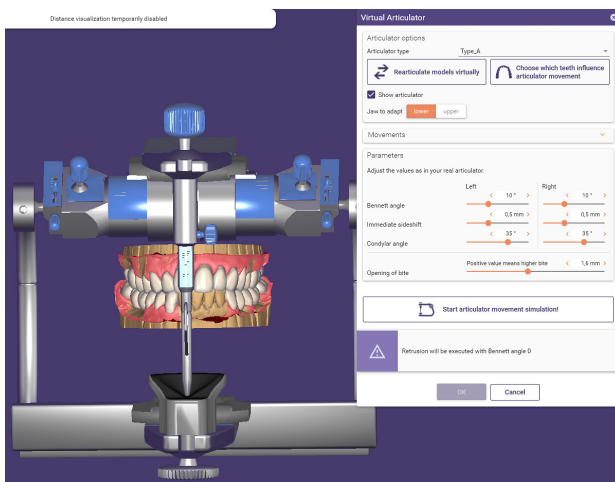 Distance visualization temporarily disabled
Virtual Articulator
Articulator options
Articulator type
Type_A
Rearticulate models virtually
Choose which teeth influence
articulator movement
Show articulator
Jaw to adapt
lower
upper
Movements
Parameters
Adjust the values as in your real articulator.
Left
Right
Bennett angle
10 °
10 °
Immediate sideshift
0,5 mm
0,5 mm
Condylar angle
35 °
35 °
Opening of bite
Positive value means higher bite
1,6 mm
Start articulator movement simulation!
Retrusion will be executed with Bennett angle 0
OK
Cancel